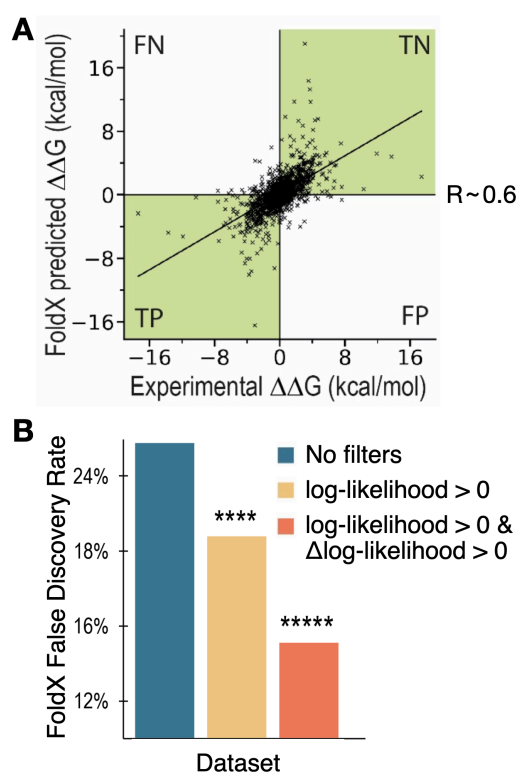 A
FoldX predicted ΔΔG (kcal/mol)
FN
TN
TP
FP
16
8
0
−8
−16
−16
−8
0
8
16
Experimental ΔΔG (kcal/mol)
R~0.6
B
FoldX False Discovery Rate
24%
18%
16%
12%
****
*****
No filters
log-likelihood > 0
log-likelihood > 0 &
Δlog-likelihood > 0
Dataset